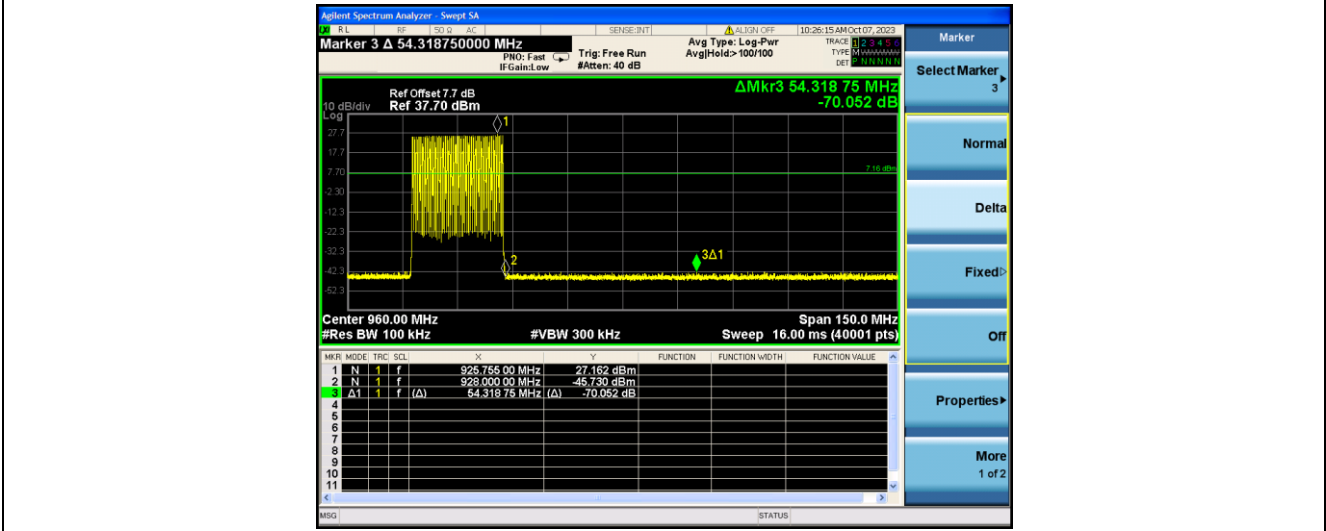 Agilent Spectrum Analyzer - Swept SA
RL RF 50 Ω AC SENSE:INT ALIGN OFF 10:26:15 AM Oct 07, 2023
Marker 3 Δ 54.318750000 MHz
PNO: Fast
IFGain:Low
Trig: Free Run
#Atten: 40 dB
Avg Type: Log-Pwr
Avg|Hold:>100/100
TRACE 1 2 3 4 5 6
TYPE M
DET P N N N N N
ΔMkr3 54.318 75 MHz
-70.052 dB
Ref Offset 7.7 dB
10 dB/div Ref 37.70 dBm
Log
27.7
17.7
7.70
-2.30
-12.3
-22.3
-32.3
-42.3
-52.3
1
7.16 dBm
2
3Δ1
Center 960.00 MHz Span 150.0 MHz
#Res BW 100 kHz #VBW 300 kHz Sweep 16.00 ms (40001 pts)
MKR MODE TRC SCL X Y FUNCTION FUNCTION WIDTH FUNCTION VALUE
1 N 1 f 925.755 00 MHz 27.162 dBm
2 N 1 f 928.000 00 MHz -45.730 dBm
3 Δ1 1 f (Δ) 54.318 75 MHz (Δ) -70.052 dB
4
5
6
7
8
9
10
11
MSG STATUS
Marker
Select Marker
3
Normal
Delta
Fixed
Off
Properties
More
1 of 2